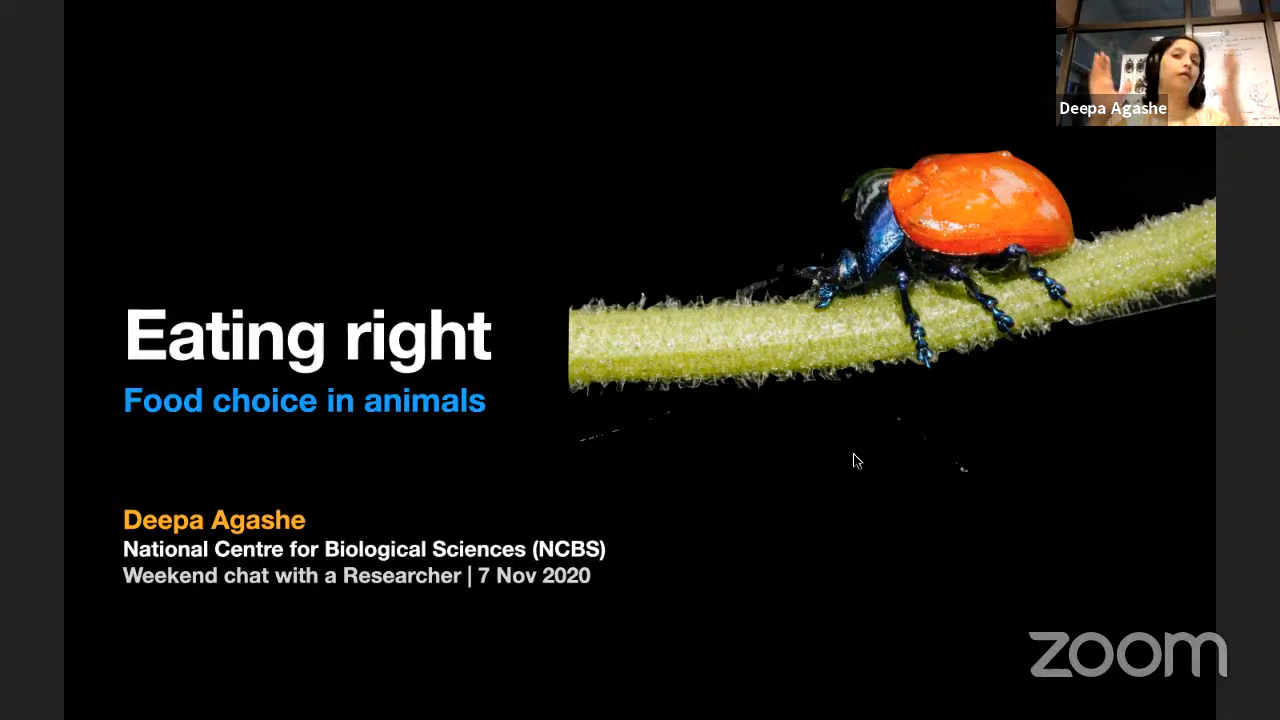 Deepa Agashe
Eating right
Food choice in animals
Deepa Agashe
National Centre for Biological Sciences (NCBS)
Weekend chat with a Researcher | 7 Nov 2020
zoom